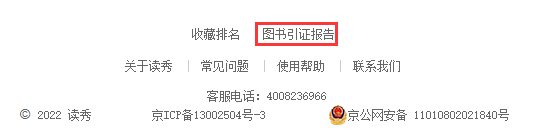 收藏排名 图书引证报告
关于读秀 | 常见问题 | 使用帮助 | 联系我们
客服电话：4008236966
© 2022 读秀 京ICP备13002504号-3 京公网安备 11010802021840号